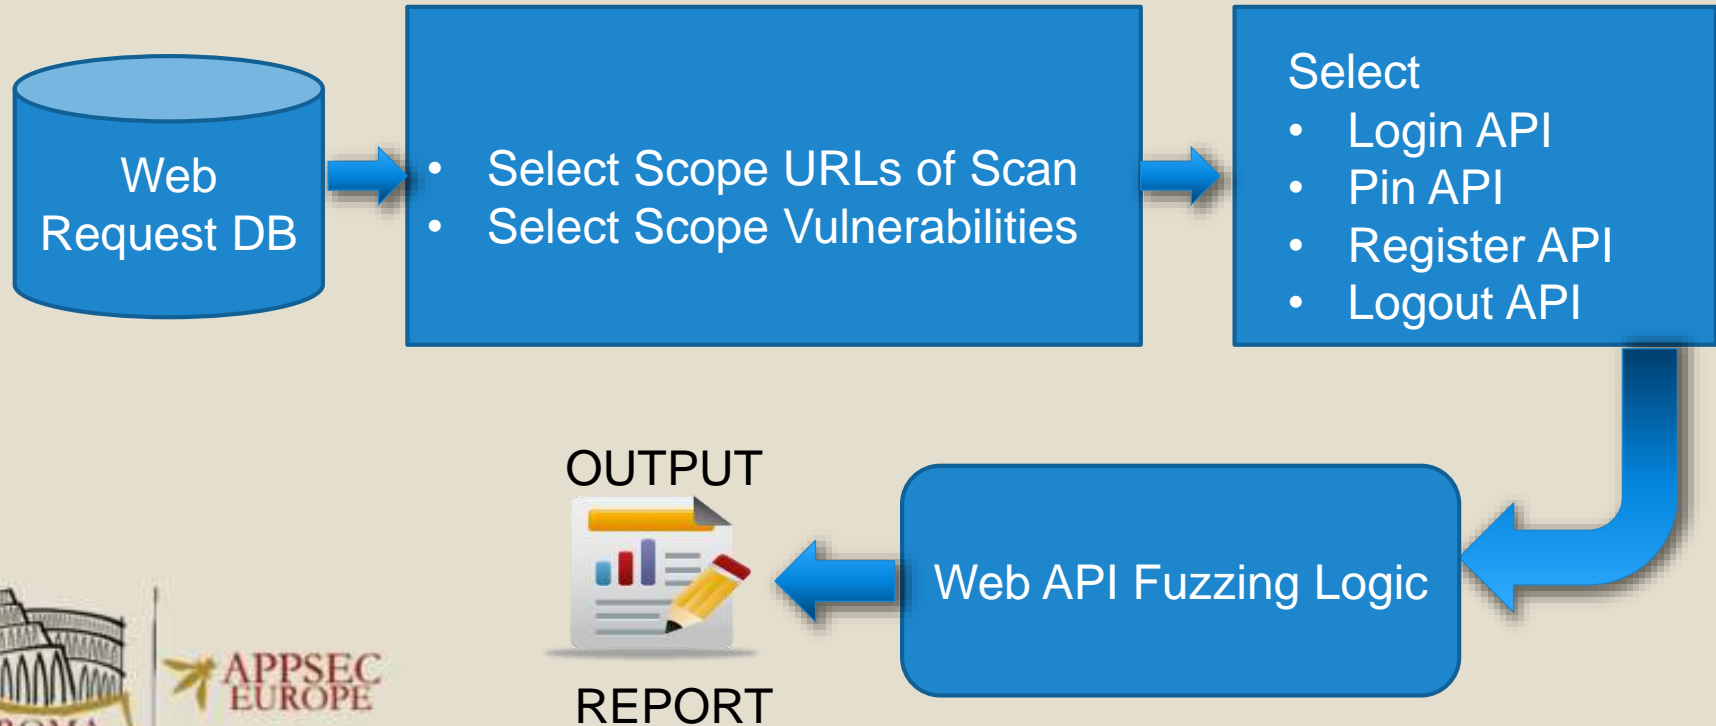 Web
Request DB
• Select Scope URLs of Scan
• Select Scope Vulnerabilities
Select
• Login API
• Pin API
• Register API
• Logout API
OUTPUT
REPORT
Web API Fuzzing Logic
APPSEC
EUROPE